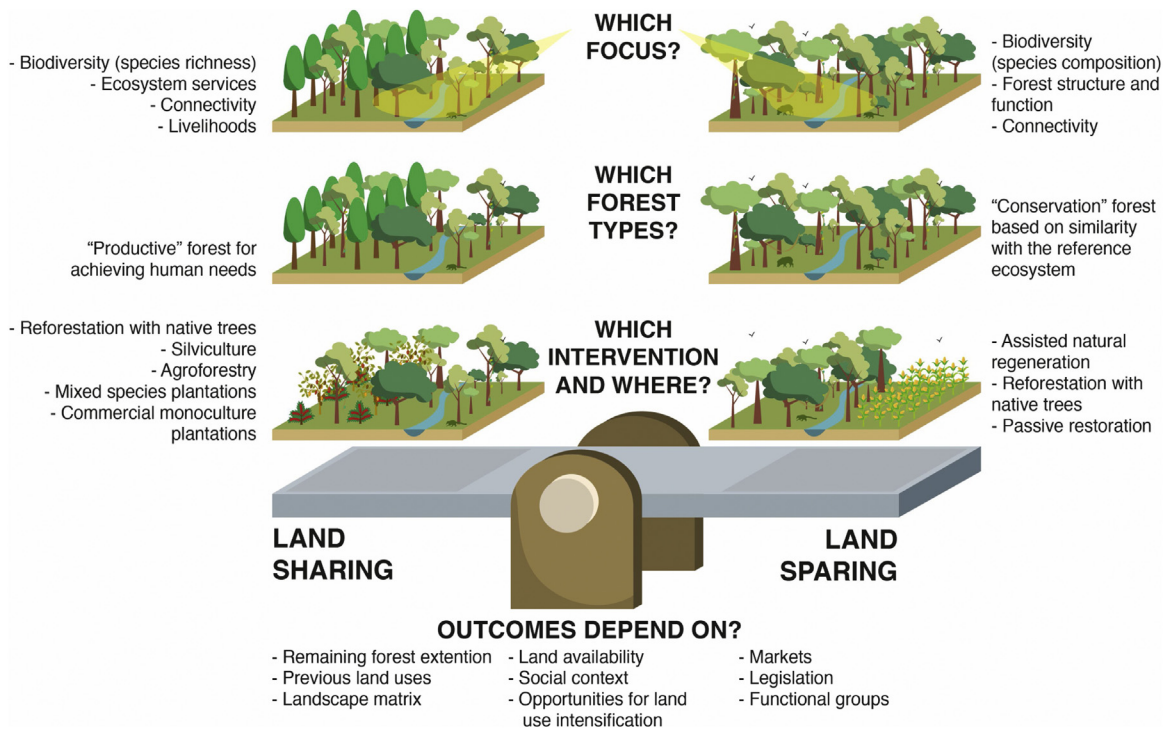 WHICH
FOCUS?
- Biodiversity (species richness)
- Ecosystem services
- Connectivity
- Livelihoods
- Biodiversity
(species composition)
- Forest structure and
function
- Connectivity
WHICH
FOREST
TYPES?
“Productive” forest for
achieving human needs
“Conservation” forest
based on similarity
with the reference
ecosystem
WHICH
INTERVENTION
AND WHERE?
- Reforestation with native trees
- Silviculture
- Agroforestry
- Mixed species plantations
- Commercial monoculture
plantations
- Assisted natural
regeneration
- Reforestation with
native trees
- Passive restoration
LAND
SHARING
LAND
SPARING
OUTCOMES DEPEND ON?
- Remaining forest extention
- Previous land uses
- Landscape matrix
- Land availability
- Social context
- Opportunities for land
use intensification
- Markets
- Legislation
- Functional groups